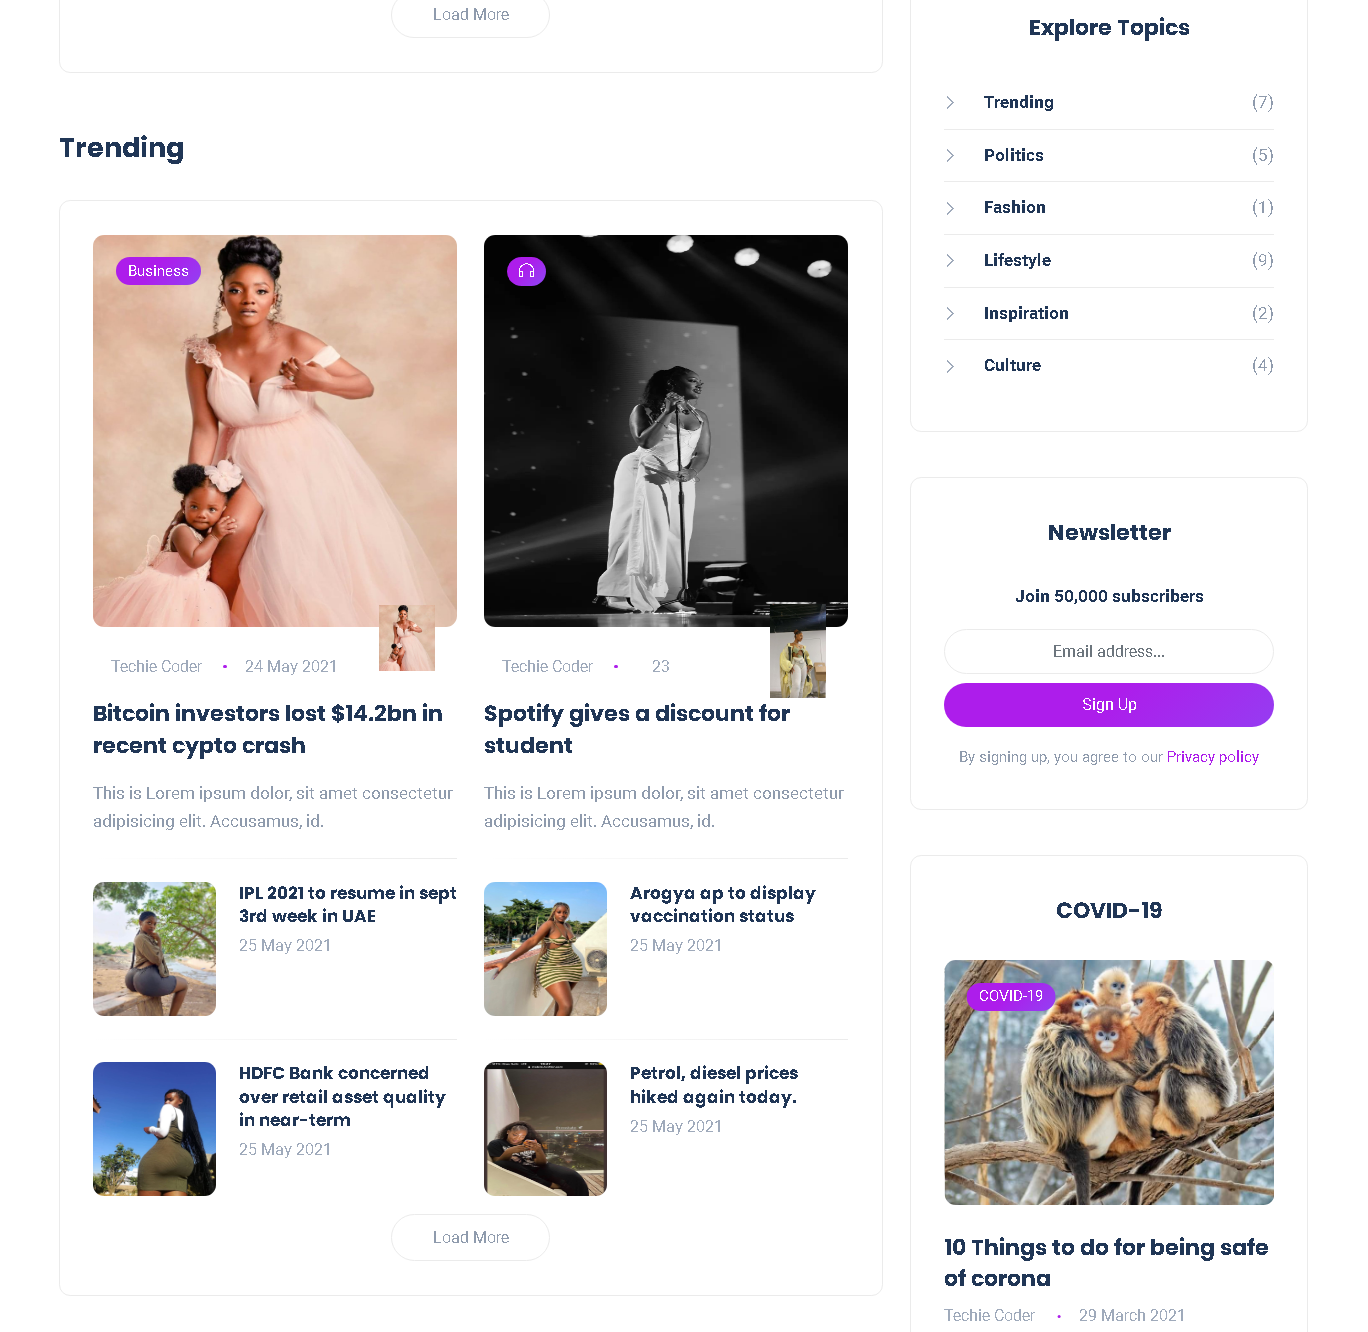 Load More
Trending
Business
Techie Coder • 24 May 2021
Bitcoin investors lost $14.2bn in
recent cypto crash
This is Lorem ipsum dolor, sit amet consectetur
adipisicing elit. Accusamus, id.
Techie Coder • 23
Spotify gives a discount for
student
This is Lorem ipsum dolor, sit amet consectetur
adipisicing elit. Accusamus, id.
IPL 2021 to resume in sept
3rd week in UAE
25 May 2021
Arogya ap to display
vaccination status
25 May 2021
HDFC Bank concerned
over retail asset quality
in near-term
25 May 2021
Petrol, diesel prices
hiked again today.
25 May 2021
Load More
Explore Topics
Trending (7)
Politics (5)
Fashion (1)
Lifestyle (9)
Inspiration (2)
Culture (4)
Newsletter
Join 50,000 subscribers
Email address...
Sign Up
By signing up, you agree to our Privacy policy
COVID-19
COVID-19
10 Things to do for being safe
of corona
Techie Coder • 29 March 2021